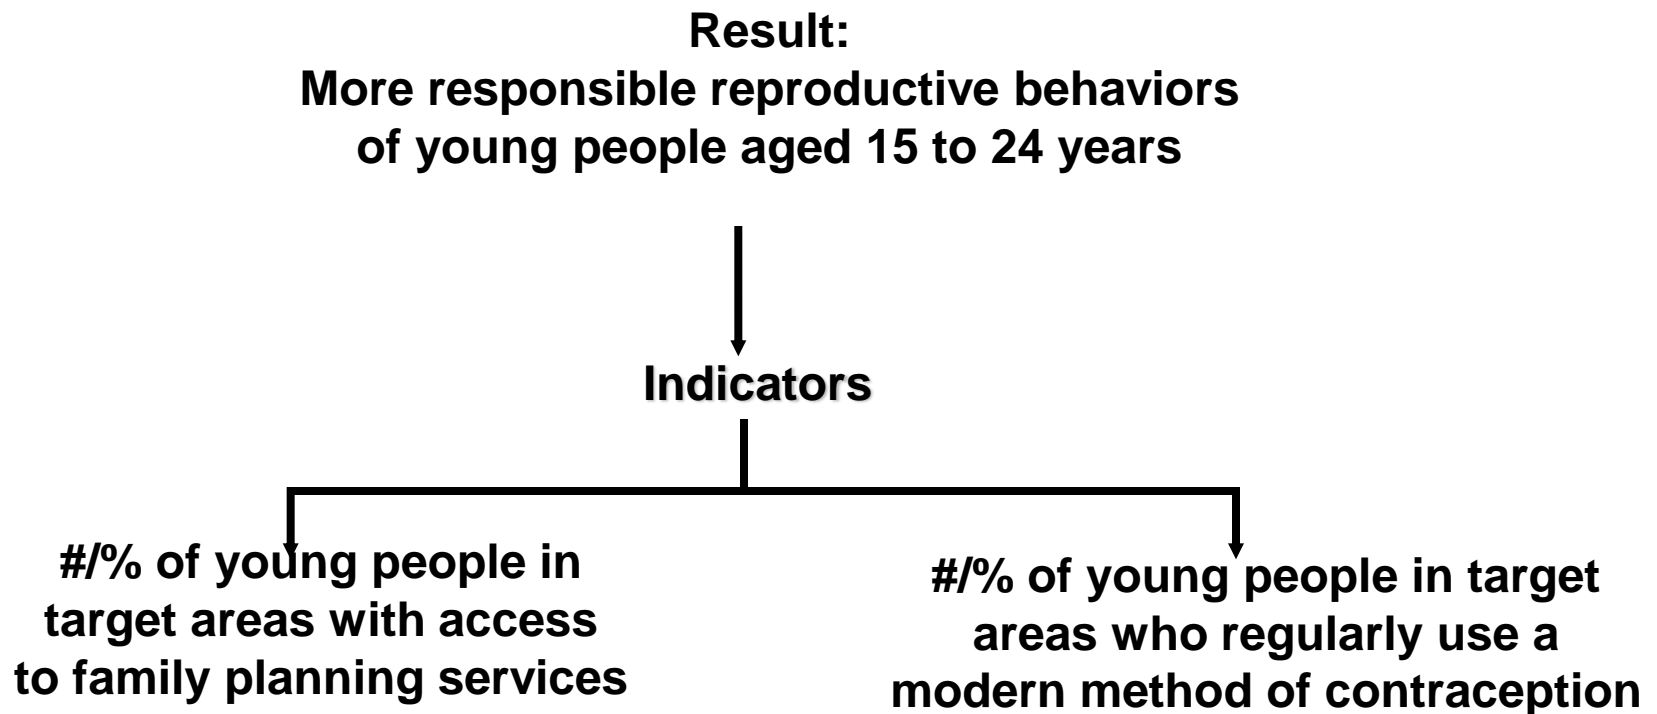 Result:
More responsible reproductive behaviors
of young people aged 15 to 24 years
Indicators
#/% of young people in
target areas with access
to family planning services
#/% of young people in target
areas who regularly use a
modern method of contraception